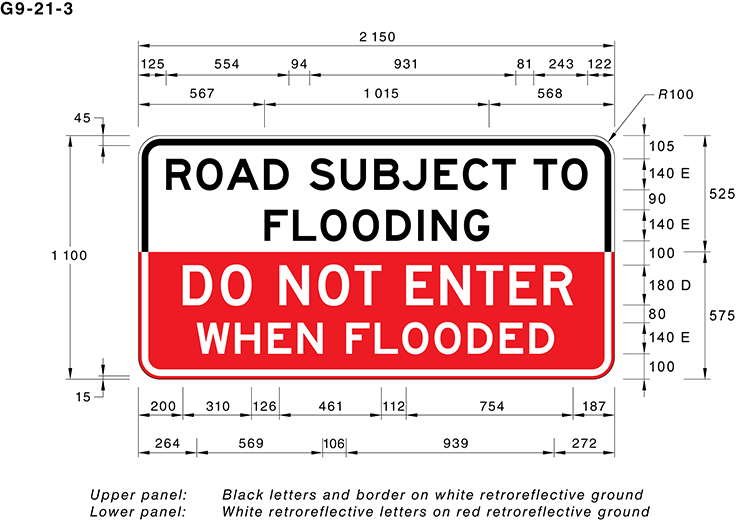 G9-21-3
2 150
125 554 94 931 81 243 122
567 1 015 568
R100
45
105
ROAD SUBJECT TO
140 E
525
90
FLOODING
140 E
1 100
100
DO NOT ENTER
180 D
575
80
WHEN FLOODED
140 E
100
15
200 310 126 461 112 754 187
264 569 106 939 272
Upper panel: Black letters and border on white retroreflective ground
Lower panel: White retroreflective letters on red retroreflective ground